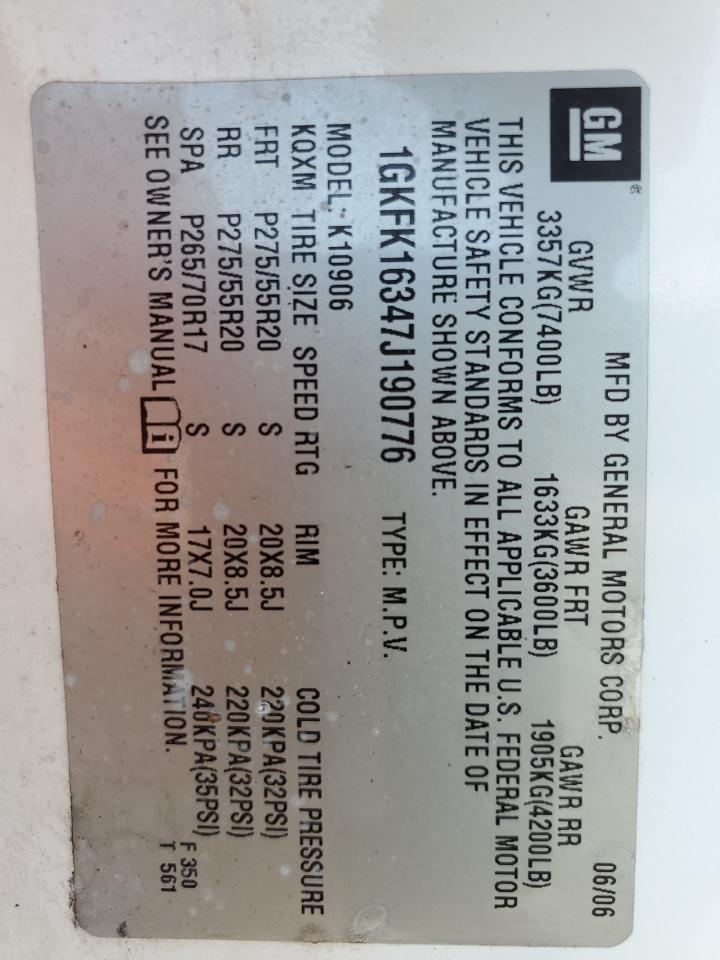 GM ®
MFD BY GENERAL MOTORS CORP. 06/06
GVWR GAWR FRT GAWR RR
3357KG(7400LB) 1633KG(3600LB) 1905KG(4200LB)
THIS VEHICLE CONFORMS TO ALL APPLICABLE U.S. FEDERAL MOTOR
VEHICLE SAFETY STANDARDS IN EFFECT ON THE DATE OF
MANUFACTURE SHOWN ABOVE.
1GKFK16347J190776 TYPE: M.P.V.
MODEL: K10906
KQXM TIRE SIZE SPEED RTG RIM COLD TIRE PRESSURE
FRT P275/55R20 S 20X8.5J 220KPA(32PSI)
RR P275/55R20 S 20X8.5J 220KPA(32PSI)
SPA P265/70R17 S 17X7.0J 240KPA(35PSI)
SEE OWNER'S MANUAL i FOR MORE INFORMATION.
F 350
T 561